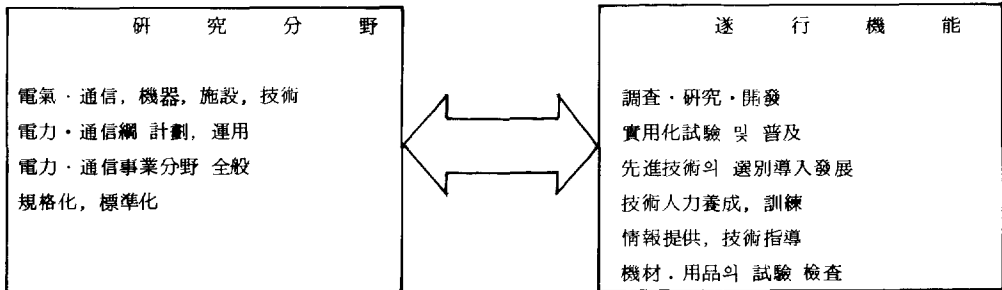 研究分野
電氣·通信, 機器, 施設, 技術
電力·通信網 計劃, 運用
電力·通信事業分野 全般
規格化, 標準化
遂行機能
調査·研究·開發
實用化試驗 및 普及
先進技術의 選別導入發展
技術人力養成, 訓練
情報提供, 技術指導
機材．用品의 試驗 檢査